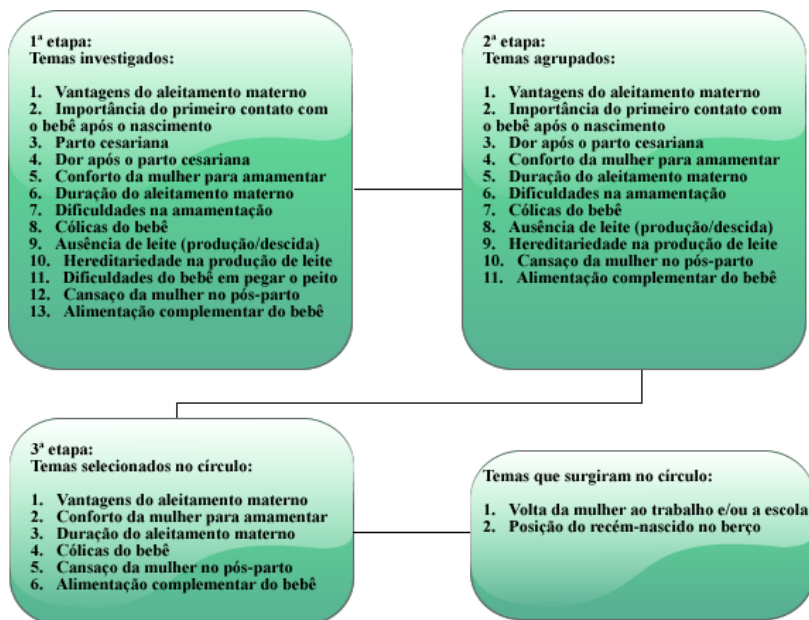 1ª etapa:
Temas investigados:
1. Vantagens do aleitamento materno
2. Importância do primeiro contato com
o bebê após o nascimento
3. Parto cesariana
4. Dor após o parto cesariana
5. Conforto da mulher para amamentar
6. Duração do aleitamento materno
7. Dificuldades na amamentação
8. Cólicas do bebê
9. Ausência de leite (produção/descida)
10. Hereditariedade na produção de leite
11. Dificuldades do bebê em pegar o peito
12. Cansaço da mulher no pós-parto
13. Alimentação complementar do bebê
2ª etapa:
Temas agrupados:
1. Vantagens do aleitamento materno
2. Importância do primeiro contato com
o bebê após o nascimento
3. Dor após o parto cesariana
4. Conforto da mulher para amamentar
5. Duração do aleitamento materno
6. Dificuldades na amamentação
7. Cólicas do bebê
8. Ausência de leite (produção/descida)
9. Hereditariedade na produção de leite
10. Cansaço da mulher no pós-parto
11. Alimentação complementar do bebê
3ª etapa:
Temas selecionados no círculo:
1. Vantagens do aleitamento materno
2. Conforto da mulher para amamentar
3. Duração do aleitamento materno
4. Cólicas do bebê
5. Cansaço da mulher no pós-parto
6. Alimentação complementar do bebê
Temas que surgiram no círculo:
1. Volta da mulher ao trabalho e/ou a escola
2. Posição do recém-nascido no berço